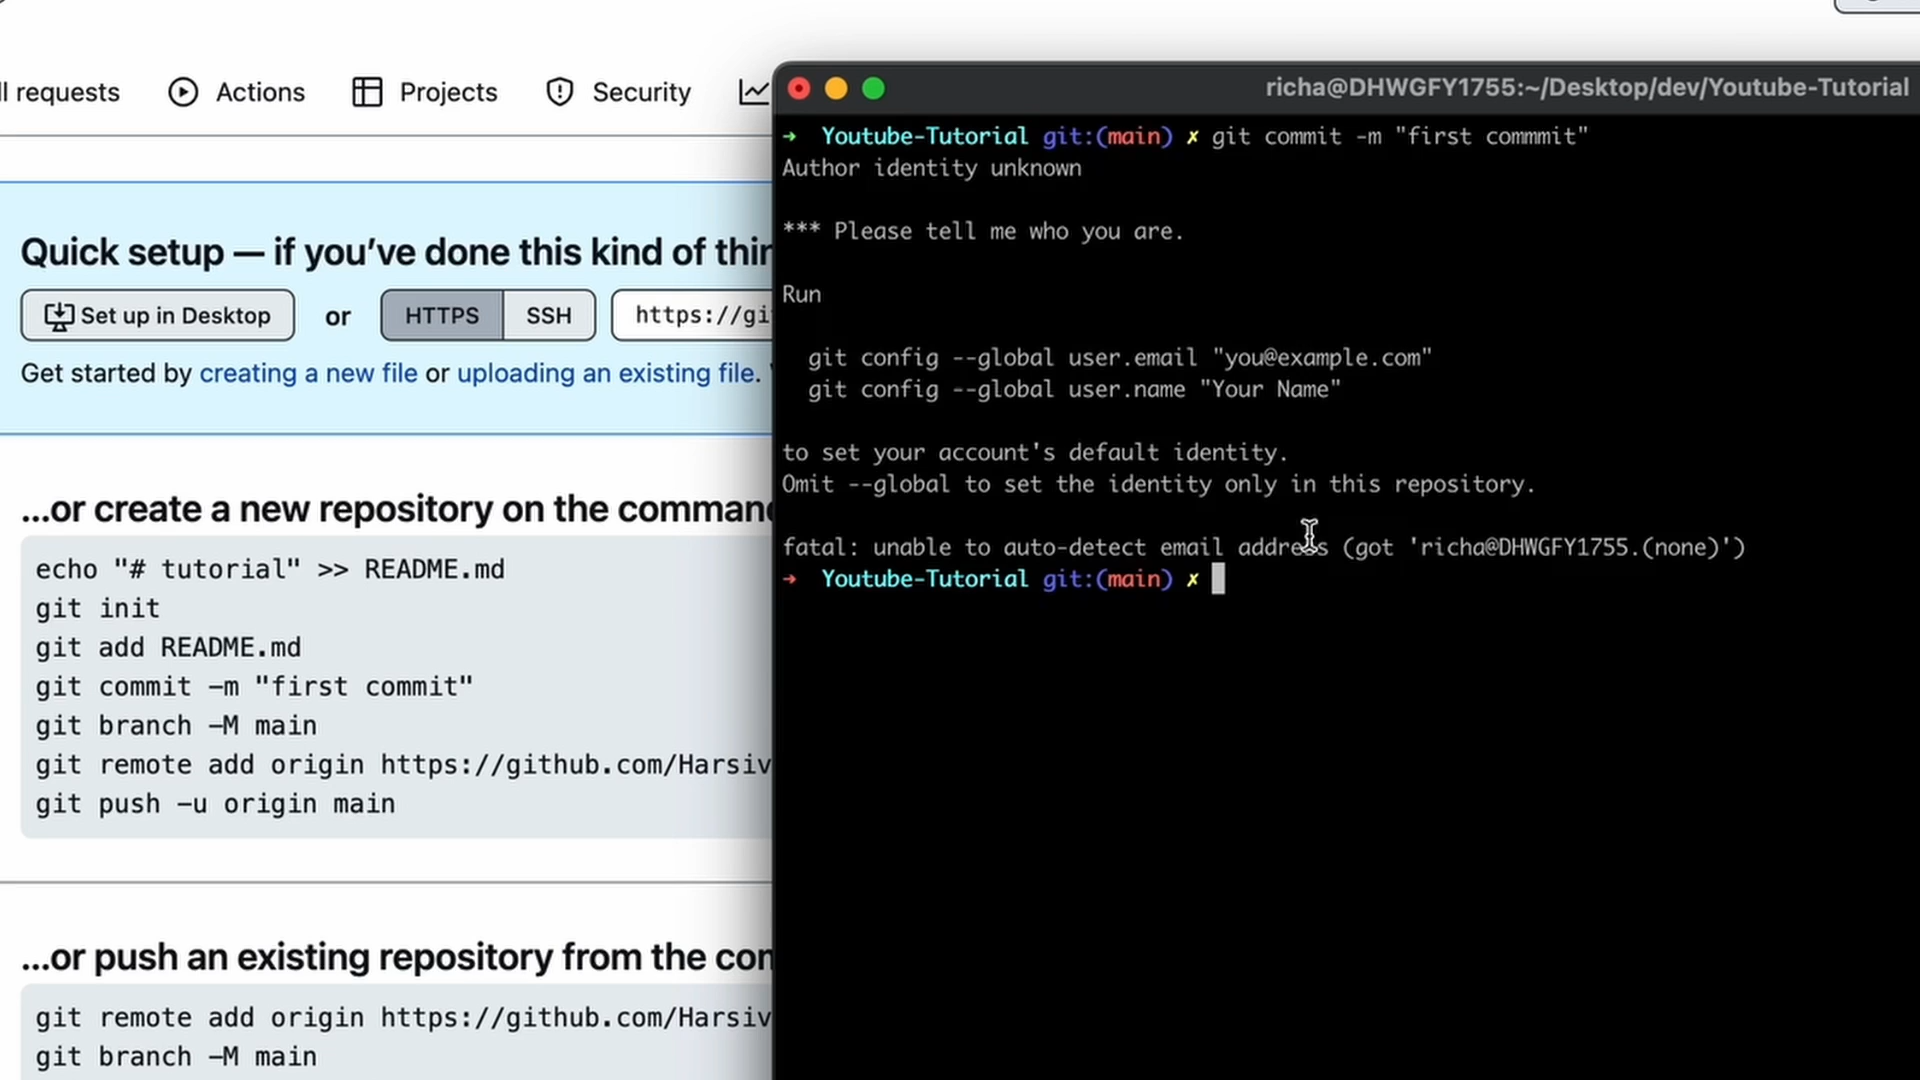 ll requests
Actions
Projects
Security
Quick setup — if you've done this kind of thin
Set up in Desktop
or
HTTPS
SSH
https://gi
Get started by creating a new file or uploading an existing file.
...or create a new repository on the comman
echo "# tutorial" >> README.md
git init
git add README.md
git commit -m "first commit"
git branch -M main
git remote add origin https://github.com/Harsiv
git push -u origin main
...or push an existing repository from the con
git remote add origin https://github.com/Harsiv
git branch -M main
richa@DHWGFY1755:~/Desktop/dev/Youtube-Tutorial
➜ Youtube-Tutorial git:(main) ✗ git commit -m "first commmit"
Author identity unknown
*** Please tell me who you are.
Run
git config --global user.email "you@example.com"
git config --global user.name "Your Name"
to set your account's default identity.
Omit --global to set the identity only in this repository.
fatal: unable to auto-detect email address (got 'richa@DHWGFY1755.(none)')
➜ Youtube-Tutorial git:(main) ✗